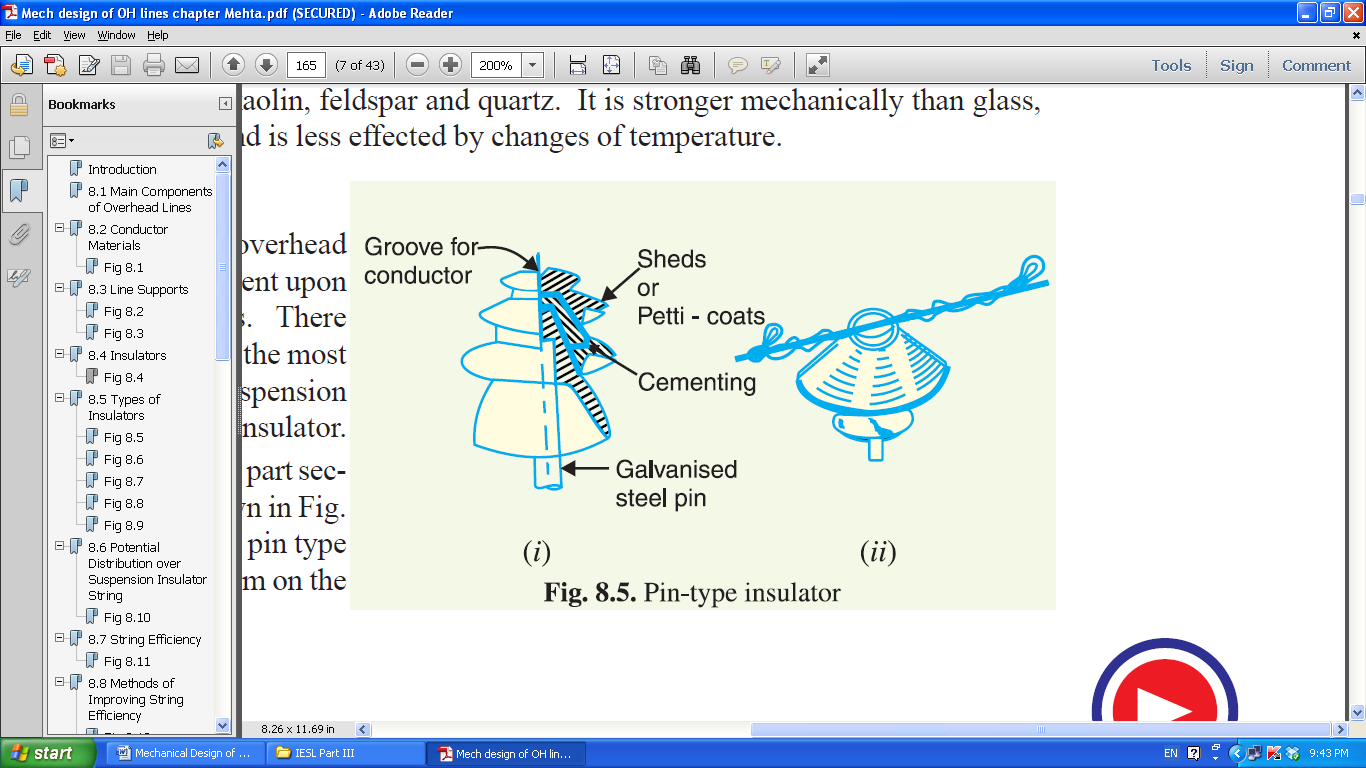 Mech design of OH lines chapter Mehta.pdf (SECURED) - Adobe Reader
File Edit View Window Help
165 (7 of 43) 200% Tools Sign Comment
Bookmarks
Introduction
8.1 Main Components
of Overhead Lines
8.2 Conductor
Materials
Fig 8.1
8.3 Line Supports
Fig 8.2
Fig 8.3
8.4 Insulators
Fig 8.4
8.5 Types of
Insulators
Fig 8.5
Fig 8.6
Fig 8.7
Fig 8.8
Fig 8.9
8.6 Potential
Distribution over
Suspension Insulator
String
Fig 8.10
8.7 String Efficiency
Fig 8.11
8.8 Methods of
Improving String
Efficiency
aolin, feldspar and quartz. It is stronger mechanically than glass,
d is less effected by changes of temperature.
overhead
ent upon
s. There
the most
spension
nsulator.
part sec-
n in Fig.
pin type
m on the
Groove for
conductor
Sheds
or
Petti - coats
Cementing
Galvanised
steel pin
(i)
(ii)
Fig. 8.5. Pin-type insulator
8.26 x 11.69 in
start Mechanical Design of ... IESL Part III Mech design of OH lin... EN 9:43 PM